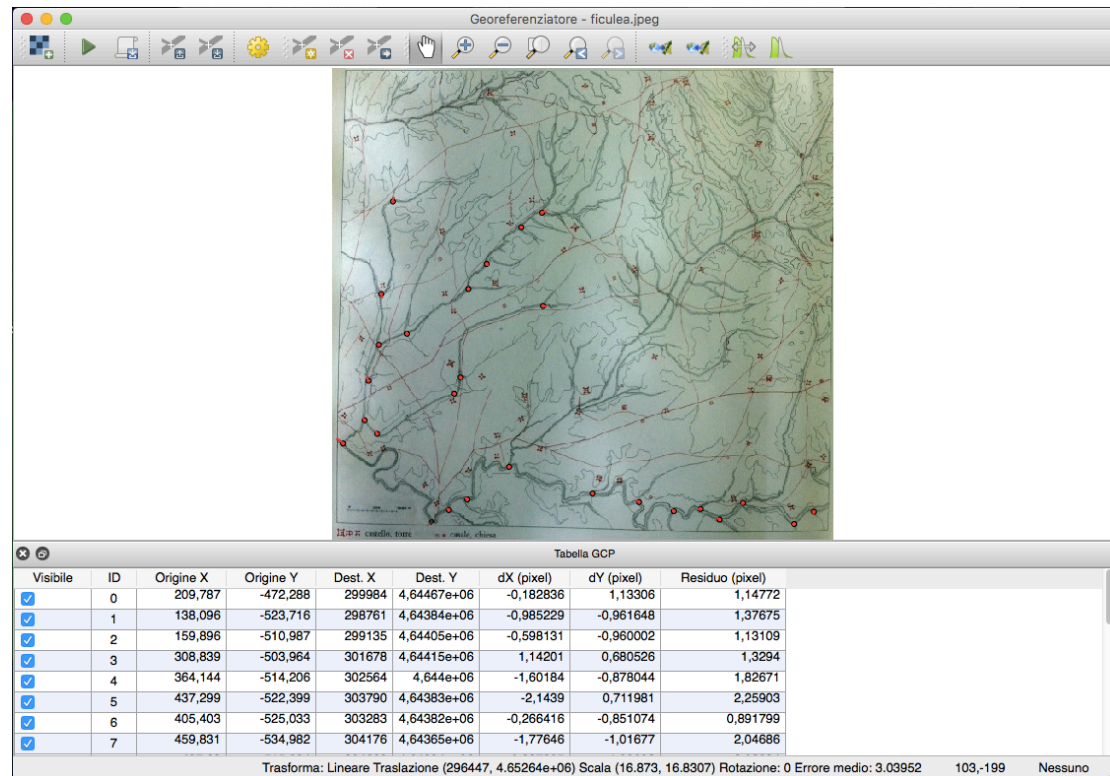 Georeferenziatore - ficulea.jpeg
castello, torre
casale, chiesa
Tabella GCP
Visibile ID Origine X Origine Y Dest. X Dest. Y dX (pixel) dY (pixel) Residuo (pixel)
0 209,787 -472,288 299984 4,64467e+06 -0,182836 1,13306 1,14772
1 138,096 -523,716 298761 4,64384e+06 -0,985229 -0,961648 1,37675
2 159,896 -510,987 299135 4,64405e+06 -0,598131 -0,960002 1,13109
3 308,839 -503,964 301678 4,64415e+06 1,14201 0,680526 1,3294
4 364,144 -514,206 302564 4,644e+06 -1,60184 -0,878044 1,82671
5 437,299 -522,399 303790 4,64383e+06 -2,1439 0,711981 2,25903
6 405,403 -525,033 303283 4,64382e+06 -0,266416 -0,851074 0,891799
7 459,831 -534,982 304176 4,64365e+06 -1,77646 -1,01677 2,04686
Trasforma: Lineare Traslazione (296447, 4.65264e+06) Scala (16.873, 16.8307) Rotazione: 0 Errore medio: 3.03952 103,-199 Nessuno